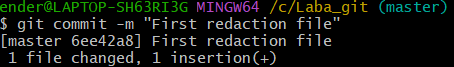 ender@LAPTOP-SH63RI3G MINGW64 /c/Laba_git (master)
$ git commit -m "First redaction file"
[master 6ee42a8] First redaction file
 1 file changed, 1 insertion(+)